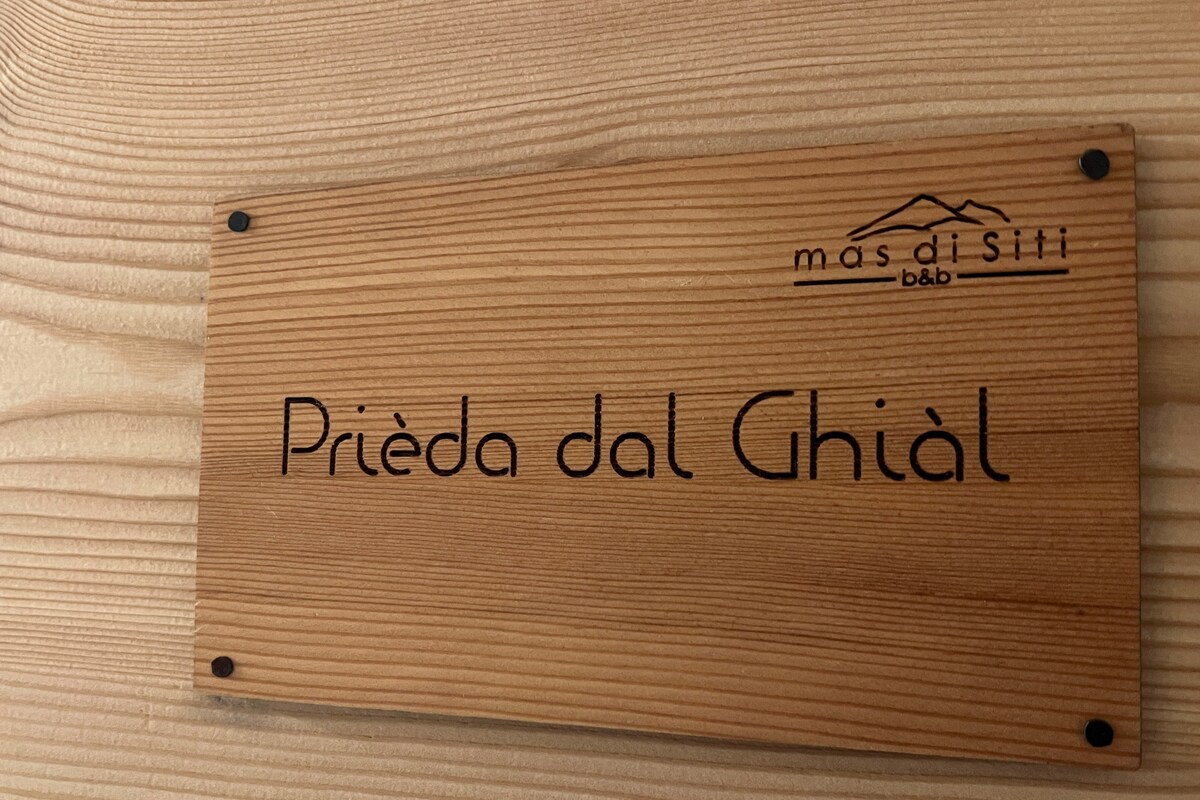 mas di Siti
b&b
Prièda dal Ghiàl